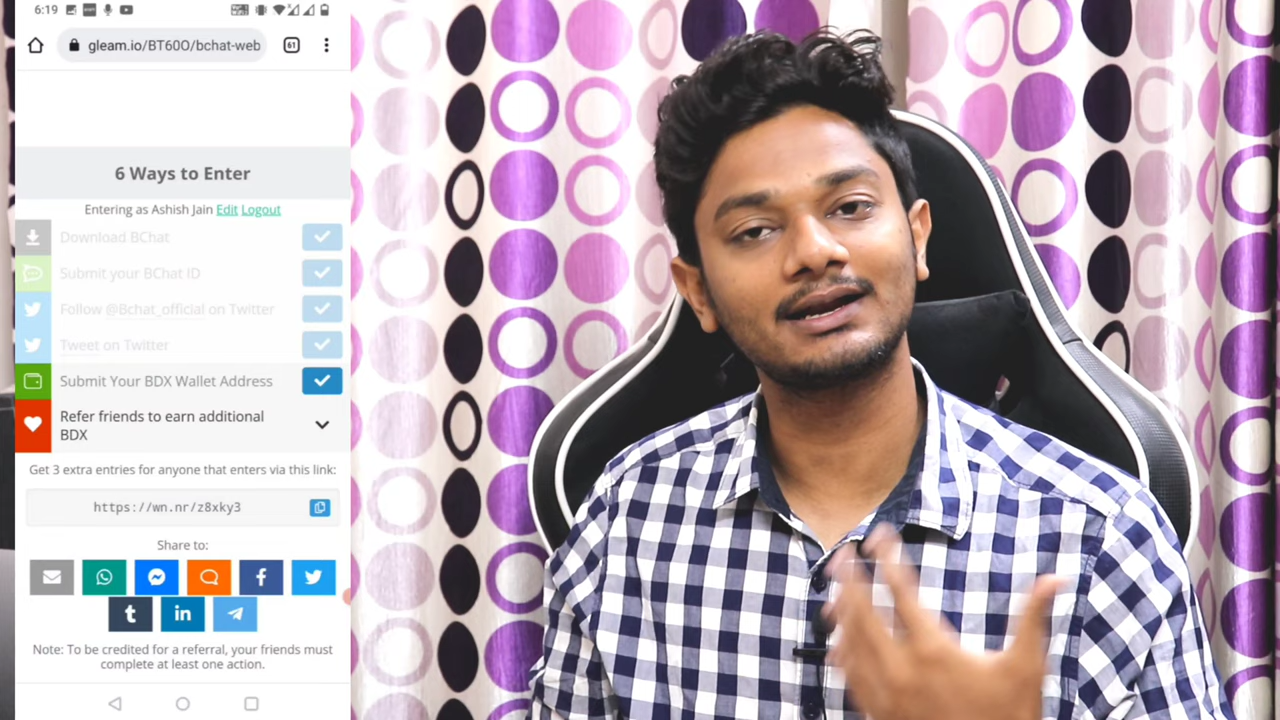 6:19
gleam.io/BT60O/bchat-web
61
6 Ways to Enter
Entering as Ashish Jain Edit Logout
Download BChat
Submit your BChat ID
Follow @Bchat_official on Twitter
Tweet on Twitter
Submit Your BDX Wallet Address
Refer friends to earn additional
BDX
Get 3 extra entries for anyone that enters via this link:
https://wn.nr/z8xky3
Share to:
t in
Note: To be credited for a referral, your friends must
complete at least one action.